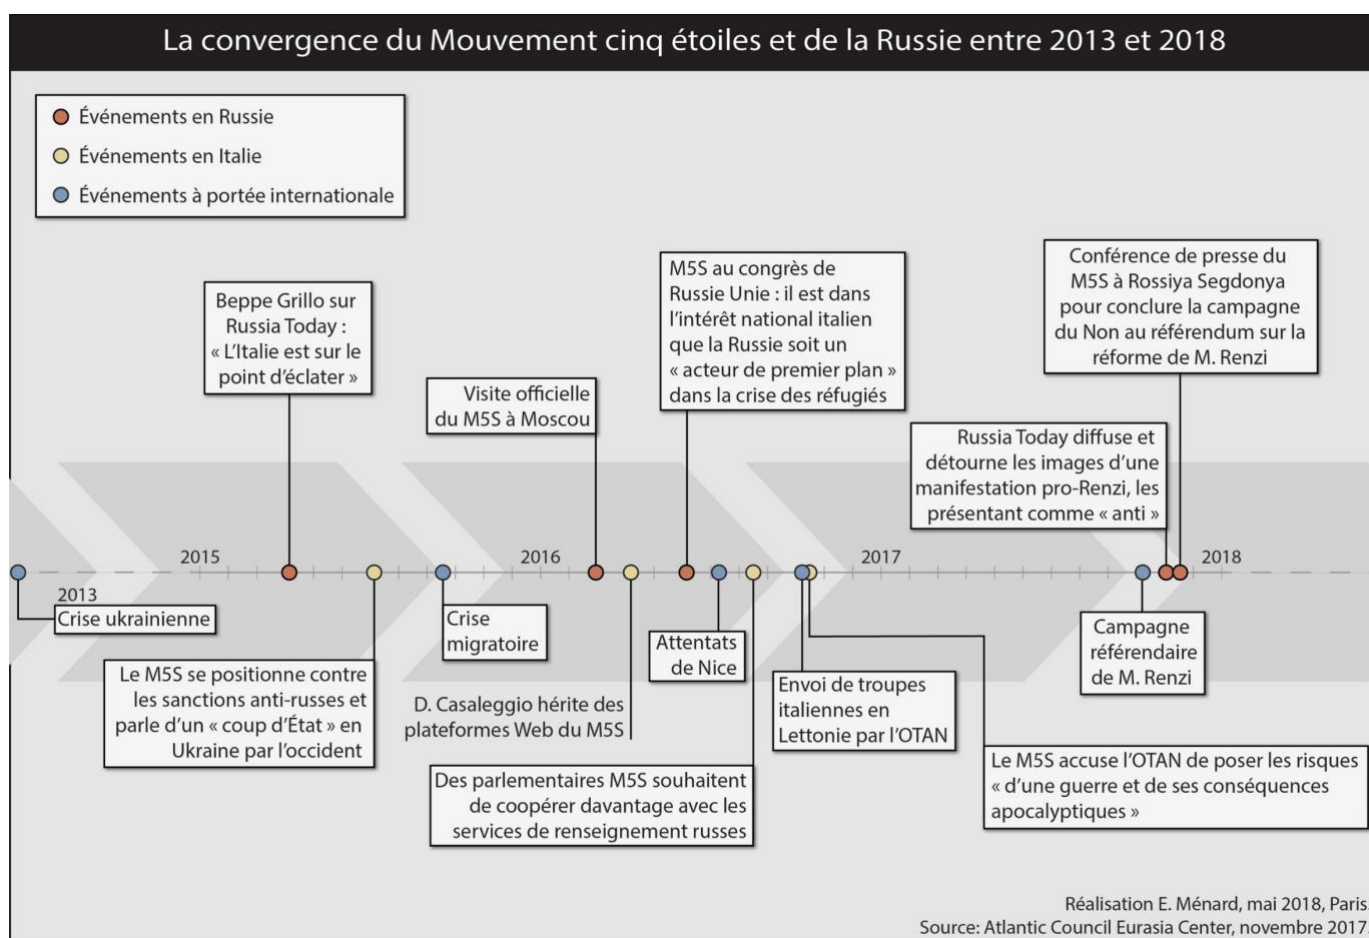 La convergence du Mouvement cinq étoiles et de la Russie entre 2013 et 2018
Événements en Russie
Événements en Italie
Événements à portée internationale
Beppe Grillo sur
Russia Today :
« L'Italie est sur le
point d'éclater »
Visite officielle
du M5S à Moscou
M5S au congrès de
Russie Unie : il est dans
l'intérêt national italien
que la Russie soit un
« acteur de premier plan »
dans la crise des réfugiés
Conférence de presse du
M5S à Rossiya Segdonya
pour conclure la campagne
du Non au référendum sur la
réforme de M. Renzi
Russia Today diffuse et
détourne les images d'une
manifestation pro-Renzi, les
présentant comme « anti »
2013
2015
2016
2017
2018
Crise ukrainienne
Le M5S se positionne contre
les sanctions anti-russes et
parle d'un « coup d'État » en
Ukraine par l'occident
Crise
migratoire
D. Casaleggio hérite des
plateformes Web du M5S
Attentats
de Nice
Des parlementaires M5S souhaitent
de coopérer davantage avec les
services de renseignement russes
Envoi de troupes
italiennes en
Lettonie par l'OTAN
Le M5S accuse l'OTAN de poser les risques
« d'une guerre et de ses conséquences
apocalyptiques »
Campagne
référendaire
de M. Renzi
Réalisation E. Ménard, mai 2018, Paris.
Source: Atlantic Council Eurasia Center, novembre 2017